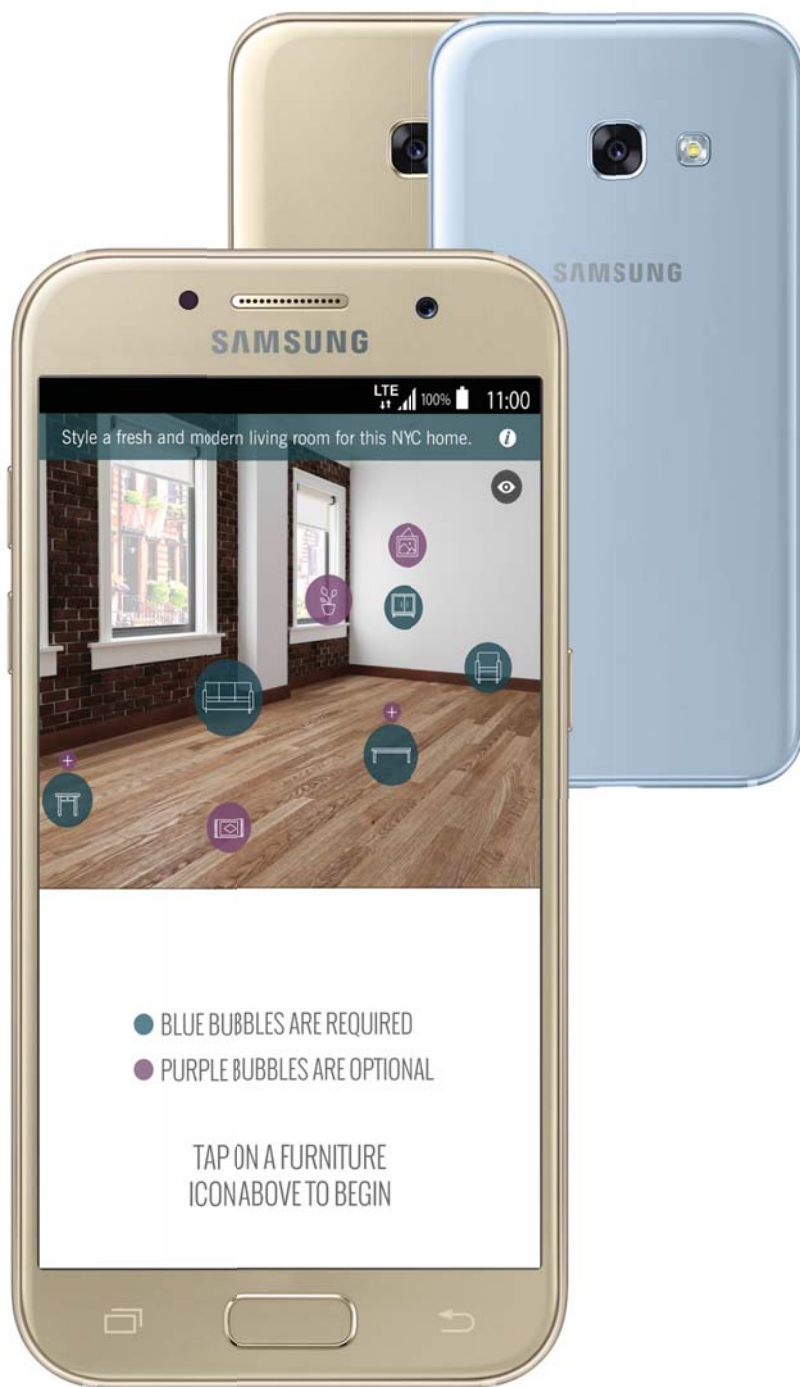 SAMSUNG
SAMSUNG
LTE 100% 11:00
Style a fresh and modern living room for this NYC home. i
BLUE BUBBLES ARE REQUIRED
PURPLE BUBBLES ARE OPTIONAL
TAP ON A FURNITURE
ICON ABOVE TO BEGIN